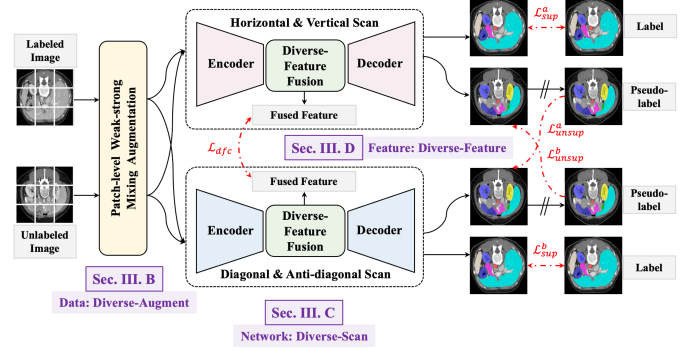 Labeled
Image
Unlabeled
Image
Patch-level Weak-strong
Mixing Augmentation
Sec. III. B
Data: Diverse-Augment
Horizontal & Vertical Scan
Encoder
Diverse-
Feature
Fusion
Decoder
Fused Feature
ℒ_dfc
Sec. III. D
Feature: Diverse-Feature
Fused Feature
Encoder
Diverse-
Feature
Fusion
Decoder
Diagonal & Anti-diagonal Scan
Sec. III. C
Network: Diverse-Scan
ℒ^a_sup
Label
Pseudo-
label
ℒ^a_unsup
ℒ^b_unsup
Pseudo-
label
ℒ^b_sup
Label